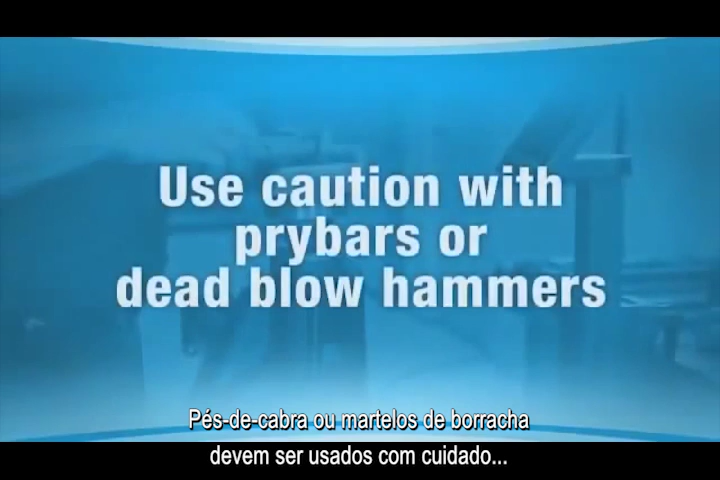 Use caution with
prybars or
dead blow hammers
Pés-de-cabra ou martelos de borracha
devem ser usados com cuidado...